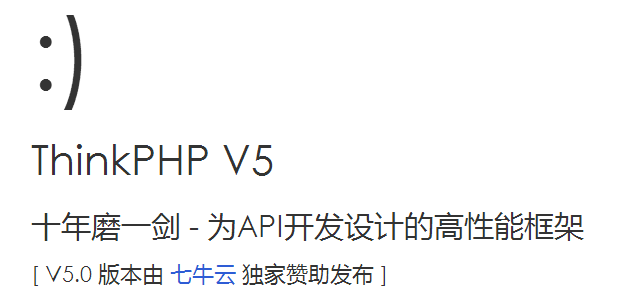 :)
ThinkPHP V5
十年磨一剑 - 为API开发设计的高性能框架
[ V5.0 版本由 七牛云 独家赞助发布 ]